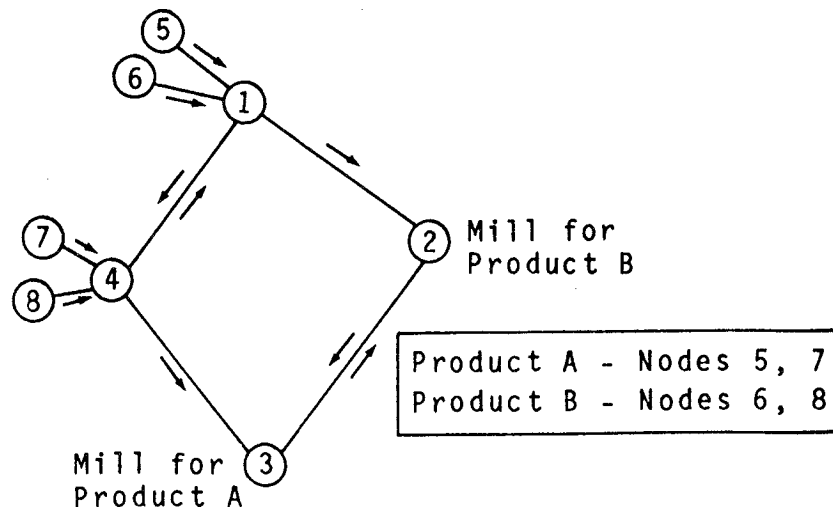 5
6
1
7
4
8
2
Mill for
Product B
Product A - Nodes 5, 7
Product B - Nodes 6, 8
3
Mill for
Product A